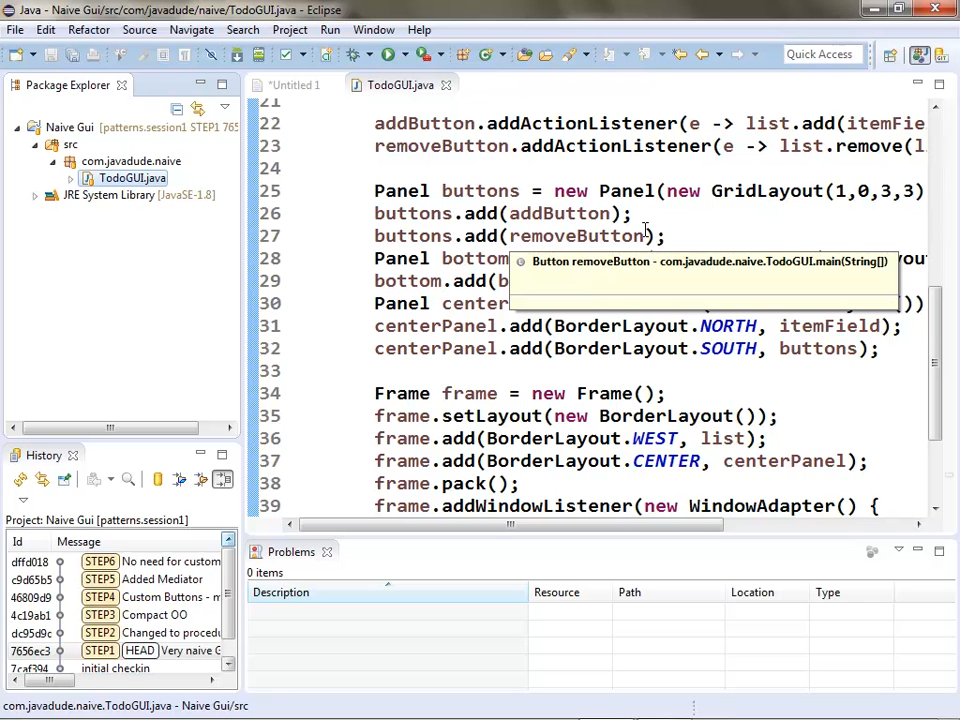 Java - Naive Gui/src/com/javadude/naive/TodoGUI.java - Eclipse
File Edit Refactor Source Navigate Search Project Run Window Help
Quick Access
Package Explorer
*Untitled 1
TodoGUI.java
Naive Gui [patterns.session1 STEP1 765
src
com.javadude.naive
TodoGUI.java
JRE System Library [JavaSE-1.8]
21
22 addButton.addActionListener(e -> list.add(itemFie
23 removeButton.addActionListener(e -> list.remove(l
24
25 Panel buttons = new Panel(new GridLayout(1,0,3,3)
26 buttons.add(addButton);
27 buttons.add(removeButton);
28 Panel bottom
Button removeButton - com.javadude.naive.TodoGUI.main(String[])
29 bottom.add(b
30 Panel center
31 centerPanel.add(BorderLayout.NORTH, itemField);
32 centerPanel.add(BorderLayout.SOUTH, buttons);
33
34 Frame frame = new Frame();
35 frame.setLayout(new BorderLayout());
36 frame.add(BorderLayout.WEST, list);
37 frame.add(BorderLayout.CENTER, centerPanel);
38 frame.pack();
39 frame.addWindowListener(new WindowAdapter() {
History
Project: Naive Gui [patterns.session1]
Id Message
dffd018 STEP6 No need for custom
c9d65b5 STEP5 Added Mediator
46809d9 STEP4 Custom Buttons - m
4c19ab1 STEP3 Compact OO
dc95d9c STEP2 Changed to procedu
7656ec3 STEP1 HEAD Very naive G
7caf394 initial checkin
Problems
0 items
Description Resource Path Location Type
com.javadude.naive.TodoGUI.java - Naive Gui/src